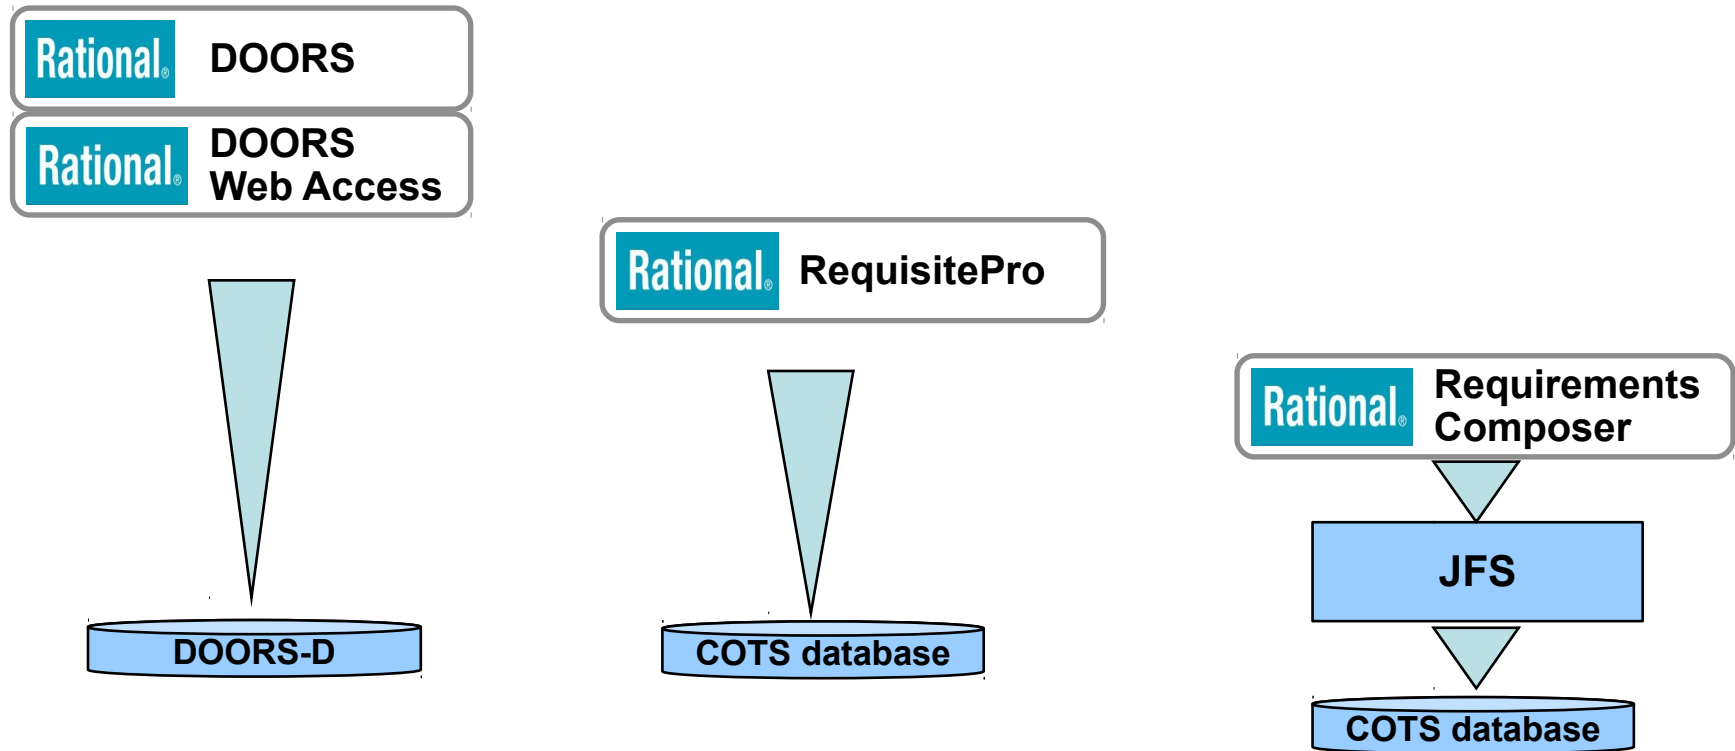 Rational® DOORS
Rational® DOORS
Web Access
Rational® RequisitePro
Rational® Requirements
Composer
JFS
DOORS-D
COTS database
COTS database